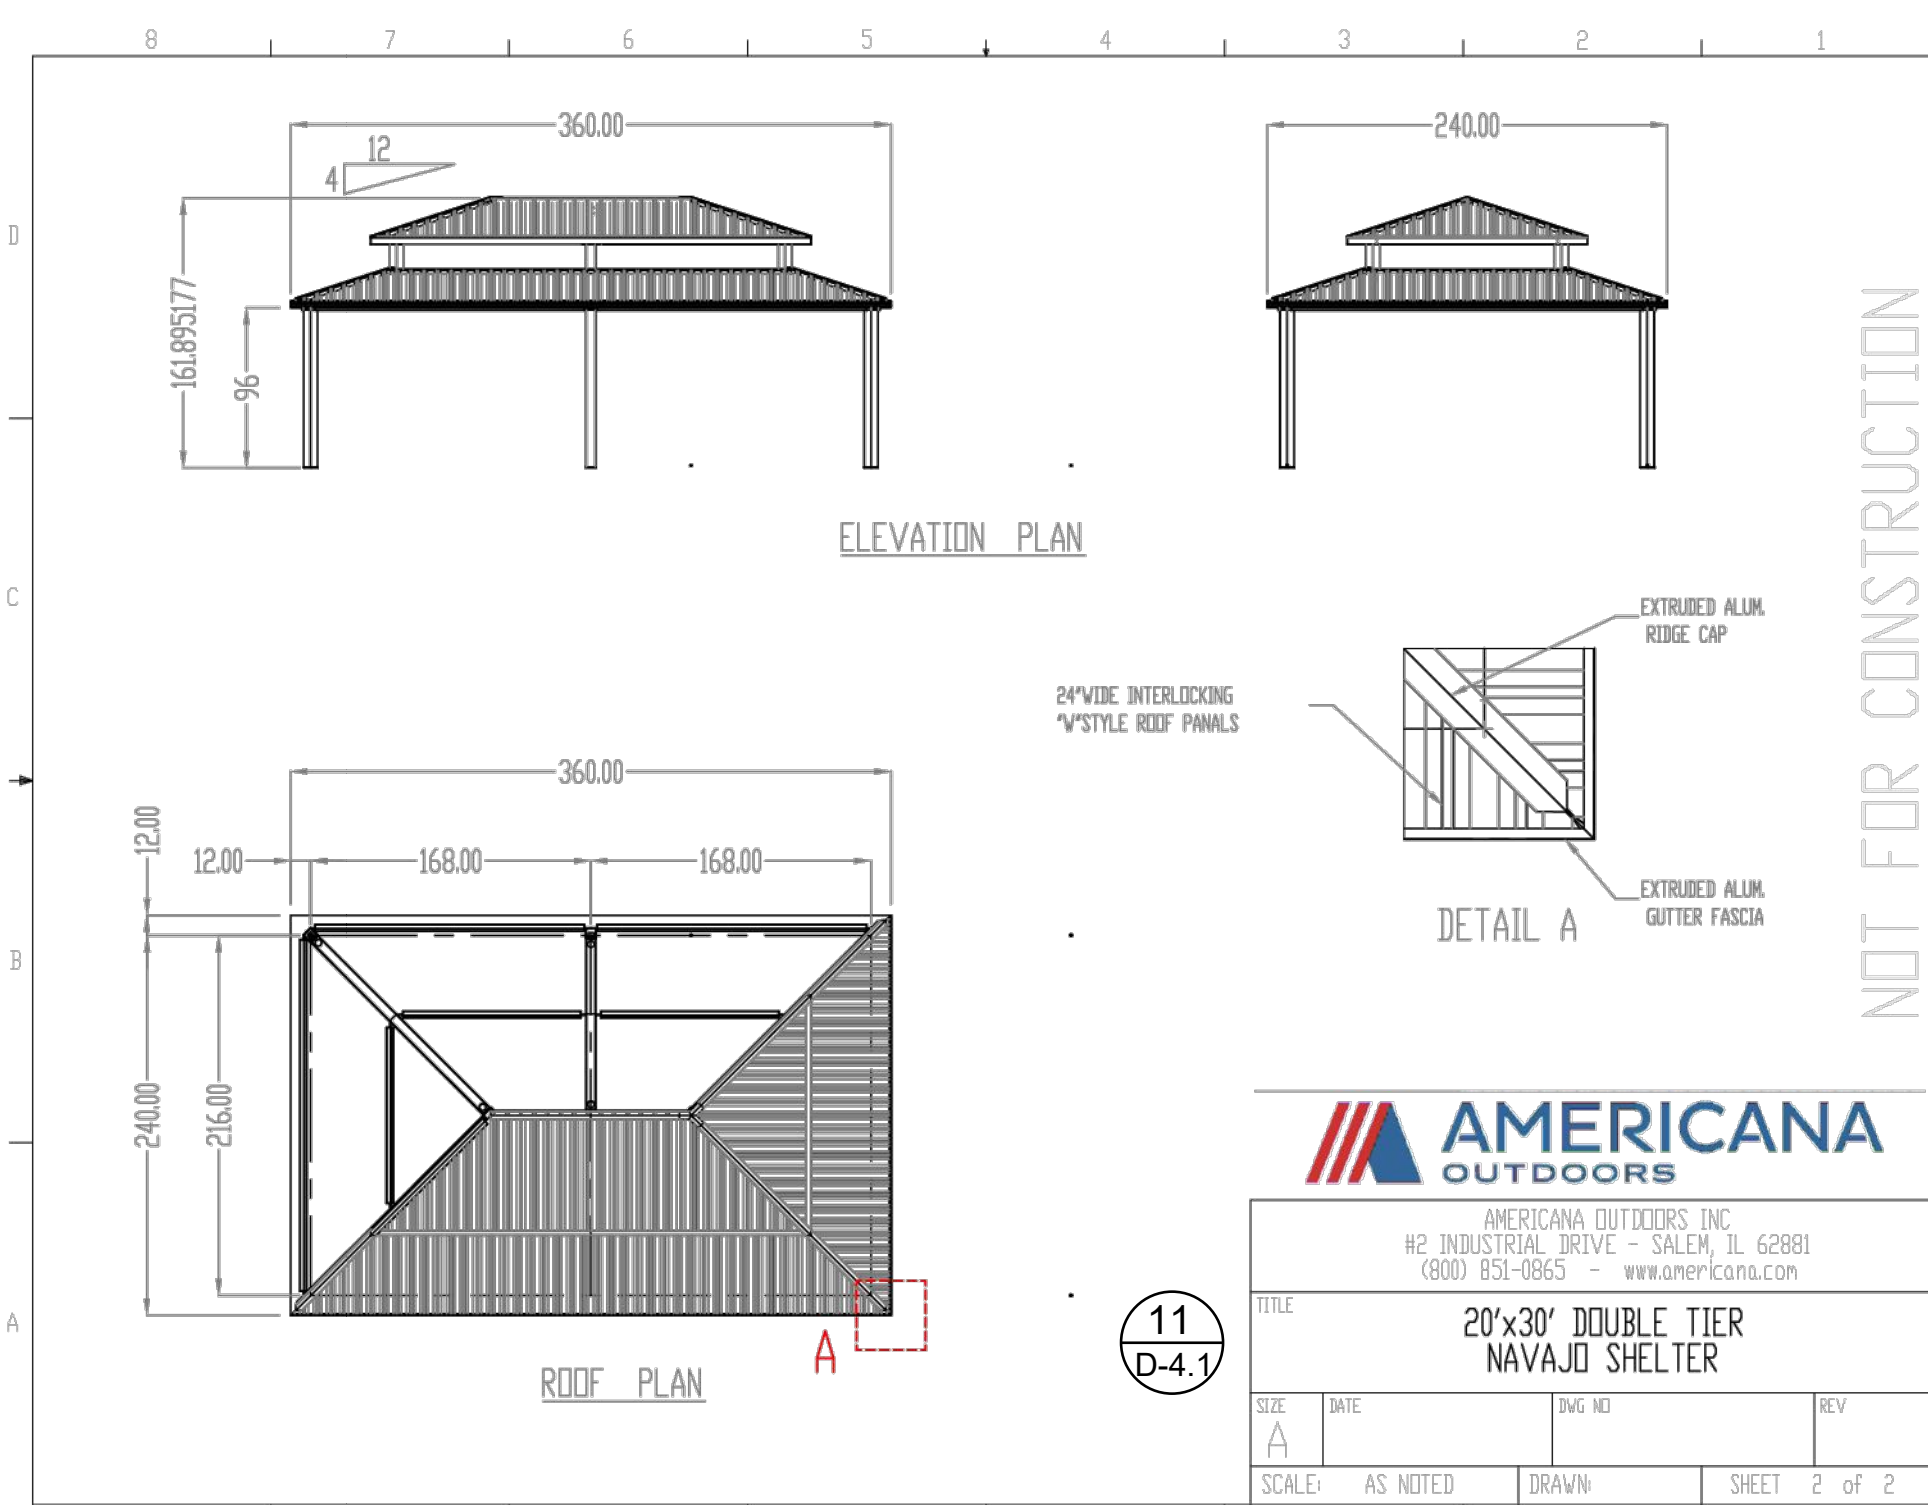 8 7 6 5 4 3 2 1
D
C
B
A
360.00
12
4
161.895177
96
240.00
ELEVATION PLAN
NOT FOR CONSTRUCTION
EXTRUDED ALUM.
RIDGE CAP
24"WIDE INTERLOCKING
"W"STYLE ROOF PANALS
EXTRUDED ALUM.
GUTTER FASCIA
DETAIL A
360.00
12.00
12.00
168.00
168.00
240.00
216.00
A
ROOF PLAN
11
D-4.1
AMERICANA
OUTDOORS
AMERICANA OUTDOORS INC
#2 INDUSTRIAL DRIVE - SALEM, IL 62881
(800) 851-0865 - www.americana.com
TITLE
20'x30' DOUBLE TIER
NAVAJO SHELTER
SIZE
A
DATE
DWG NO
REV
SCALE: AS NOTED
DRAWN:
SHEET 2 of 2